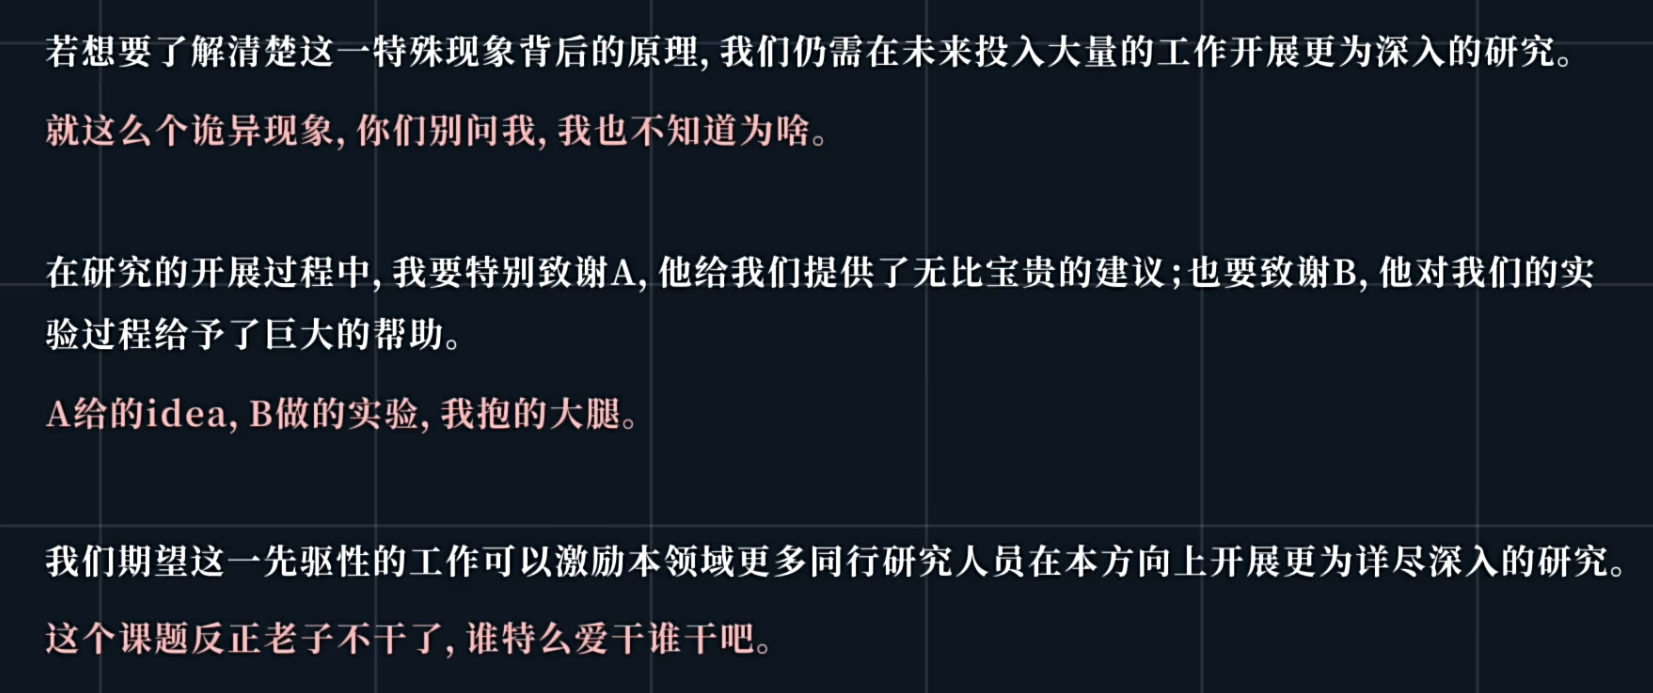 若想要了解清楚这一特殊现象背后的原理, 我们仍需在未来投入大量的工作开展更为深入的研究。
就这么个诡异现象, 你们别问我, 我也不知道为啥。
在研究的开展过程中, 我要特别致谢A, 他给我们提供了无比宝贵的建议;也要致谢B, 他对我们的实
验过程给予了巨大的帮助。
A给的idea, B做的实验, 我抱的大腿。
我们期望这一先驱性的工作可以激励本领域更多同行研究人员在本方向上开展更为详尽深入的研究。
这个课题反正老子不干了, 谁特么爱干谁干吧。